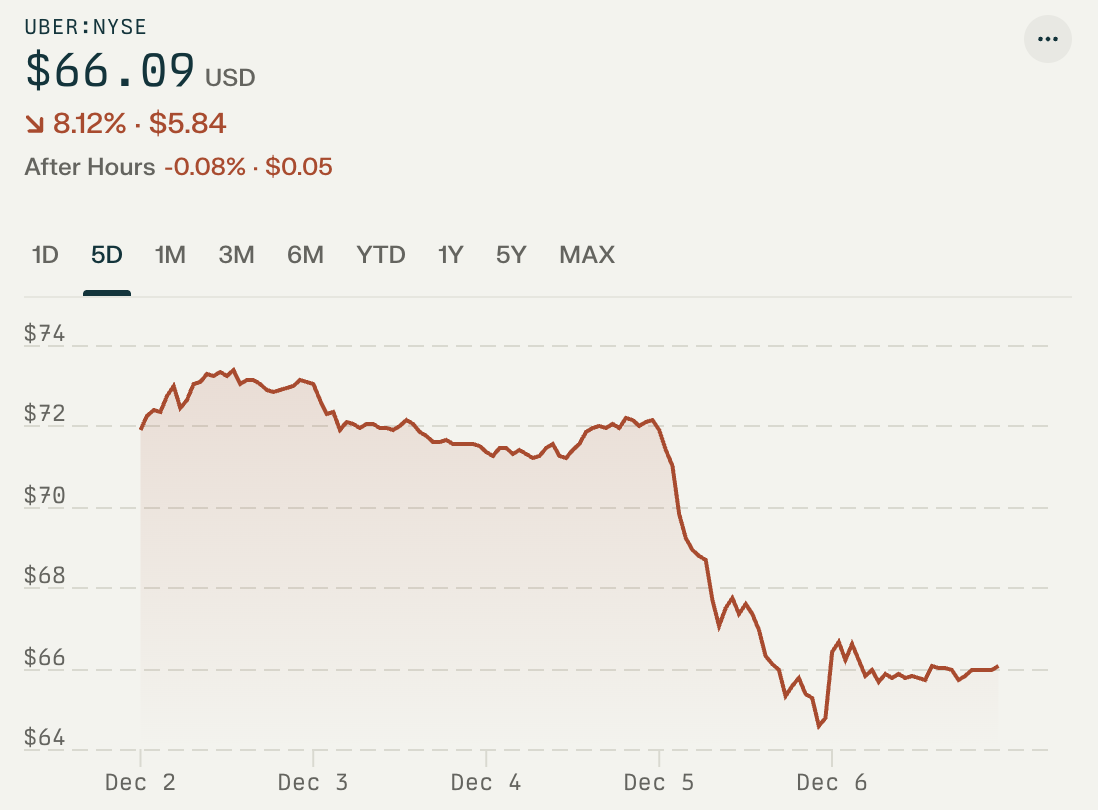 UBER:NYSE
$66.09 USD
↘ 8.12% · $5.84
After Hours -0.08% · $0.05
1D 5D 1M 3M 6M YTD 1Y 5Y MAX
$74
$72
$70
$68
$66
$64
Dec 2 Dec 3 Dec 4 Dec 5 Dec 6